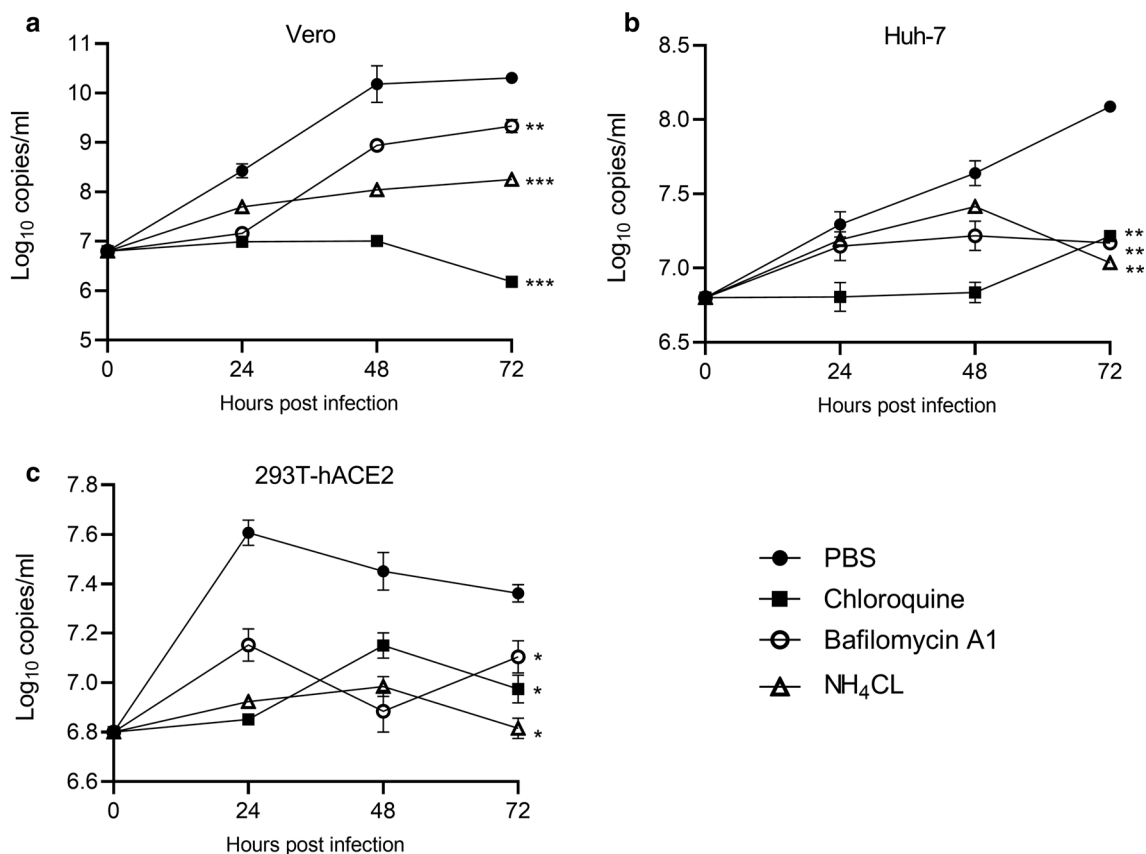 a
Vero
Log10 copies/ml
11
10
9
8
7
6
5
**
***
***
0 24 48 72
Hours post infection
b
Huh-7
Log10 copies/ml
8.5
8.0
7.5
7.0
6.5
**
**
**
0 24 48 72
Hours post infection
c
293T-hACE2
Log10 copies/ml
7.8
7.6
7.4
7.2
7.0
6.8
6.6
*
*
*
0 24 48 72
Hours post infection
PBS
Chloroquine
Bafilomycin A1
NH4CL